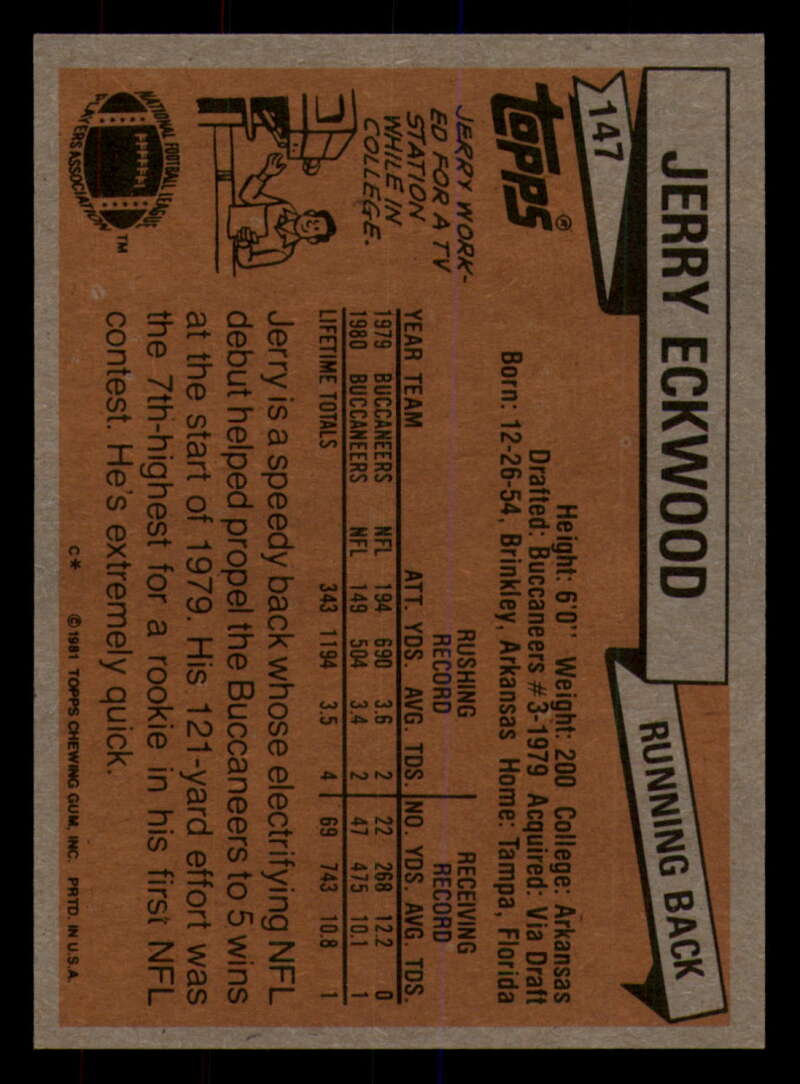 JERRY ECKWOOD
RUNNING BACK
147
Topps®
Height: 6'0" Weight: 200 College: Arkansas
Drafted: Buccaneers #3-1979 Acquired: Via Draft
Born: 12-26-54, Brinkley, Arkansas Home: Tampa, Florida
JERRY WORK-
ED FOR A TV
STATION
WHILE IN
COLLEGE.
RUSHING RECEIVING
RECORD RECORD
YEAR TEAM ATT. YDS. AVG. TDS. NO. YDS. AVG. TDS.
1979 BUCCANEERS NFL 194 690 3.6 2 22 268 12.2 0
1980 BUCCANEERS NFL 149 504 3.4 2 47 475 10.1 1
LIFETIME TOTALS 343 1194 3.5 4 69 743 10.8 1
Jerry is a speedy back whose electrifying NFL
debut helped propel the Buccaneers to 5 wins
at the start of 1979. His 121-yard effort was
the 7th-highest for a rookie in his first NFL
contest. He's extremely quick.
NATIONAL FOOTBALL LEAGUE
PLAYERS ASSOCIATION
™
C* © 1981 TOPPS CHEWING GUM, INC. PRTD. IN U.S.A.